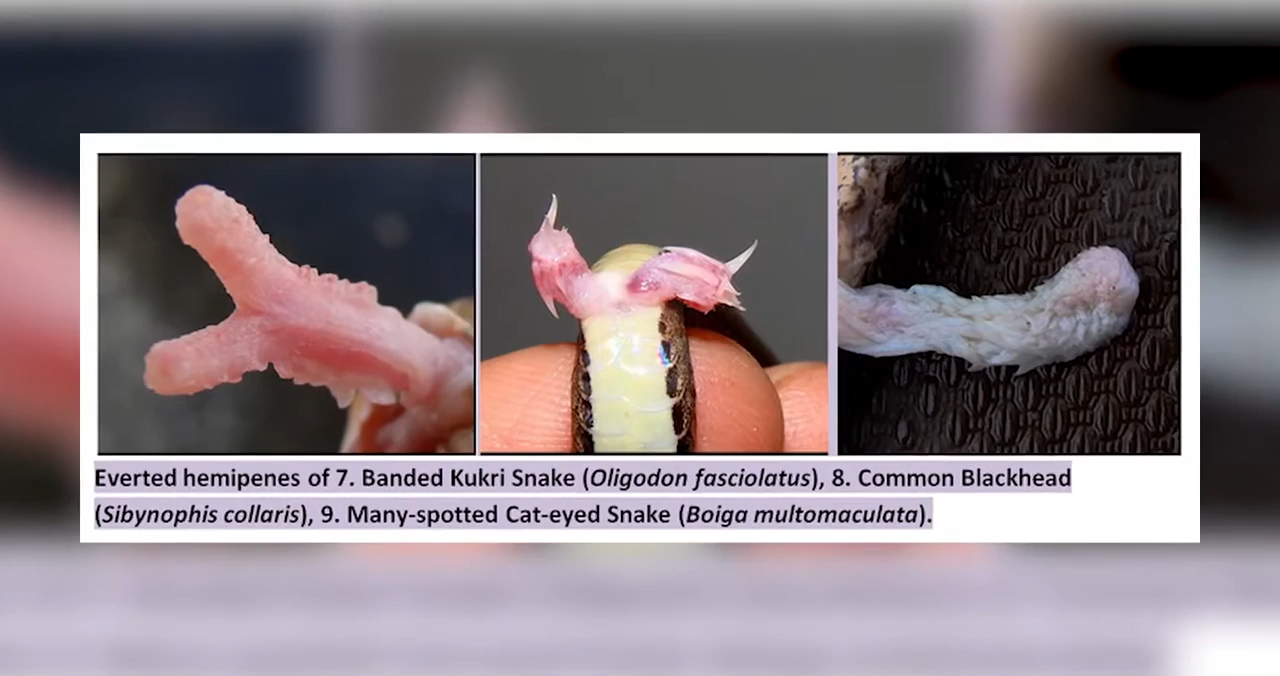 Everted hemipenes of 7. Banded Kukri Snake (Oligodon fasciolatus), 8. Common Blackhead
(Sibynophis collaris), 9. Many-spotted Cat-eyed Snake (Boiga multomaculata).